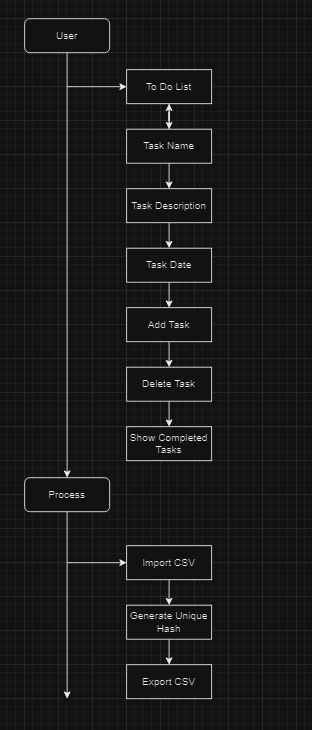 User
To Do List
Task Name
Task Description
Task Date
Add Task
Delete Task
Show Completed
Tasks
Process
Import CSV
Generate Unique
Hash
Export CSV